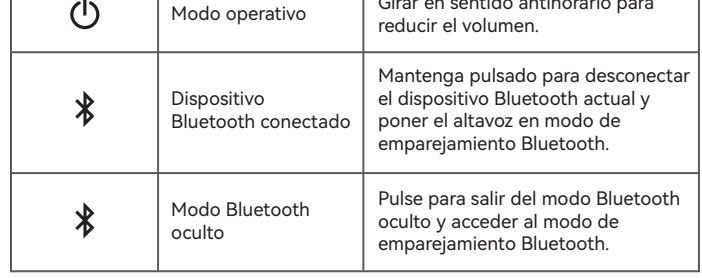 Modo operativo
Girar en sentido antihorario para
reducir el volumen.
Dispositivo
Bluetooth conectado
Mantenga pulsado para desconectar
el dispositivo Bluetooth actual y
poner el altavoz en modo de
emparejamiento Bluetooth.
Modo Bluetooth
oculto
Pulse para salir del modo Bluetooth
oculto y acceder al modo de
emparejamiento Bluetooth.